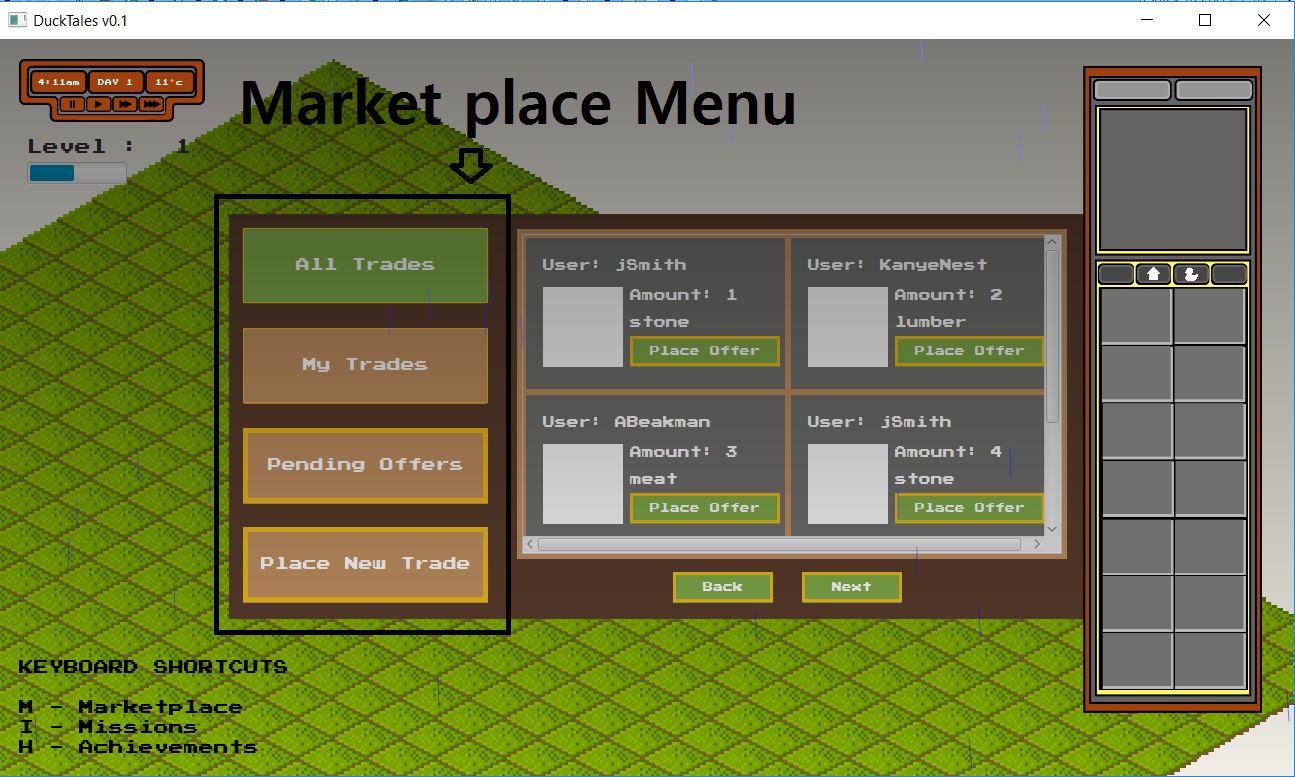 DuckTales v0.1
4:11am DAY 1 11°c
Market place Menu
Level : 1
All Trades
My Trades
Pending Offers
Place New Trade
User: jSmith
Amount: 1
stone
Place Offer
User: KanyeNest
Amount: 2
lumber
Place Offer
User: ABeakman
Amount: 3
meat
Place Offer
User: jSmith
Amount: 4
stone
Place Offer
Back
Next
KEYBOARD SHORTCUTS
M - Marketplace
I - Missions
H - Achievements